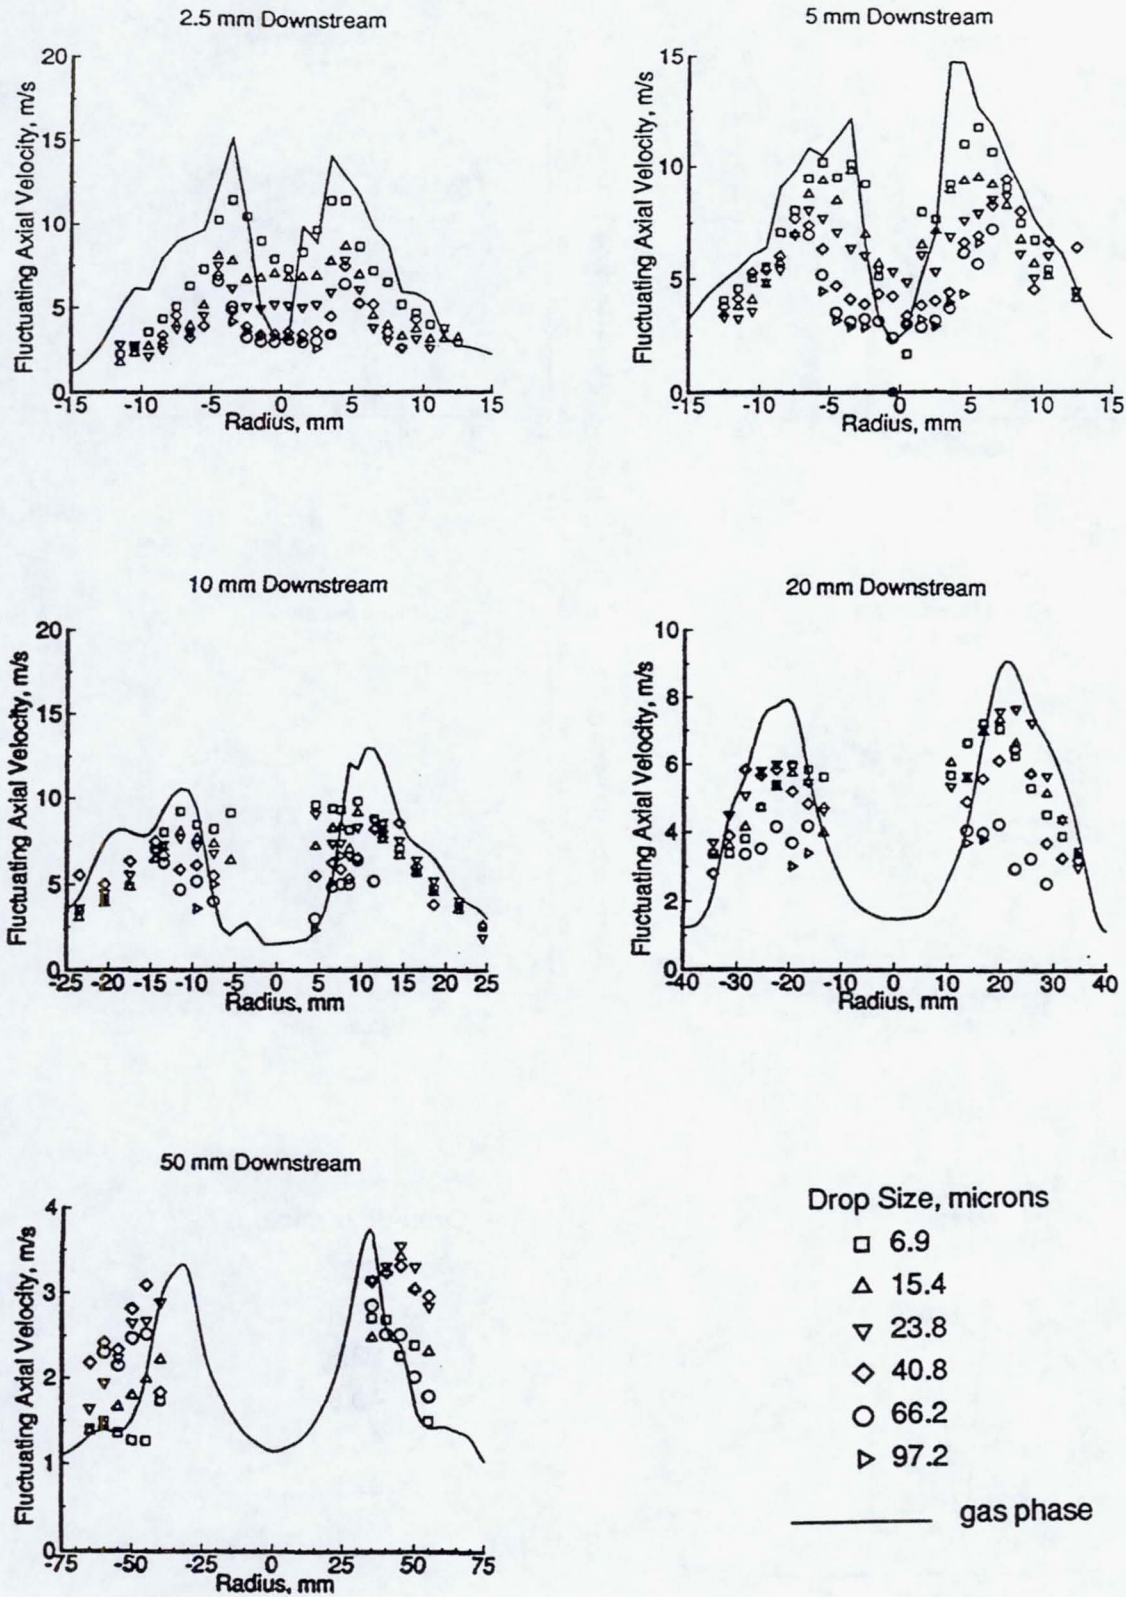 2.5 mm Downstream
Fluctuating Axial Velocity, m/s
20
15
10
5
0
-15 -10 -5 0 5 10 15
Radius, mm
5 mm Downstream
Fluctuating Axial Velocity, m/s
15
10
5
0
-15 -10 -5 0 5 10 15
Radius, mm
10 mm Downstream
Fluctuating Axial Velocity, m/s
20
15
10
5
0
-25 -20 -15 -10 -5 0 5 10 15 20 25
Radius, mm
20 mm Downstream
Fluctuating Axial Velocity, m/s
10
8
6
4
2
0
-40 -30 -20 -10 0 10 20 30 40
Radius, mm
50 mm Downstream
Fluctuating Axial Velocity, m/s
4
3
2
1
0
-75 -50 -25 0 25 50 75
Radius, mm
Drop Size, microns
6.9
15.4
23.8
40.8
66.2
97.2
gas phase